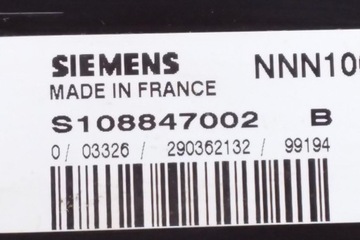 SIEMENS NNN10
MADE IN FRANCE
S108847002 B
0/ 03326/ 290362132/ 99194